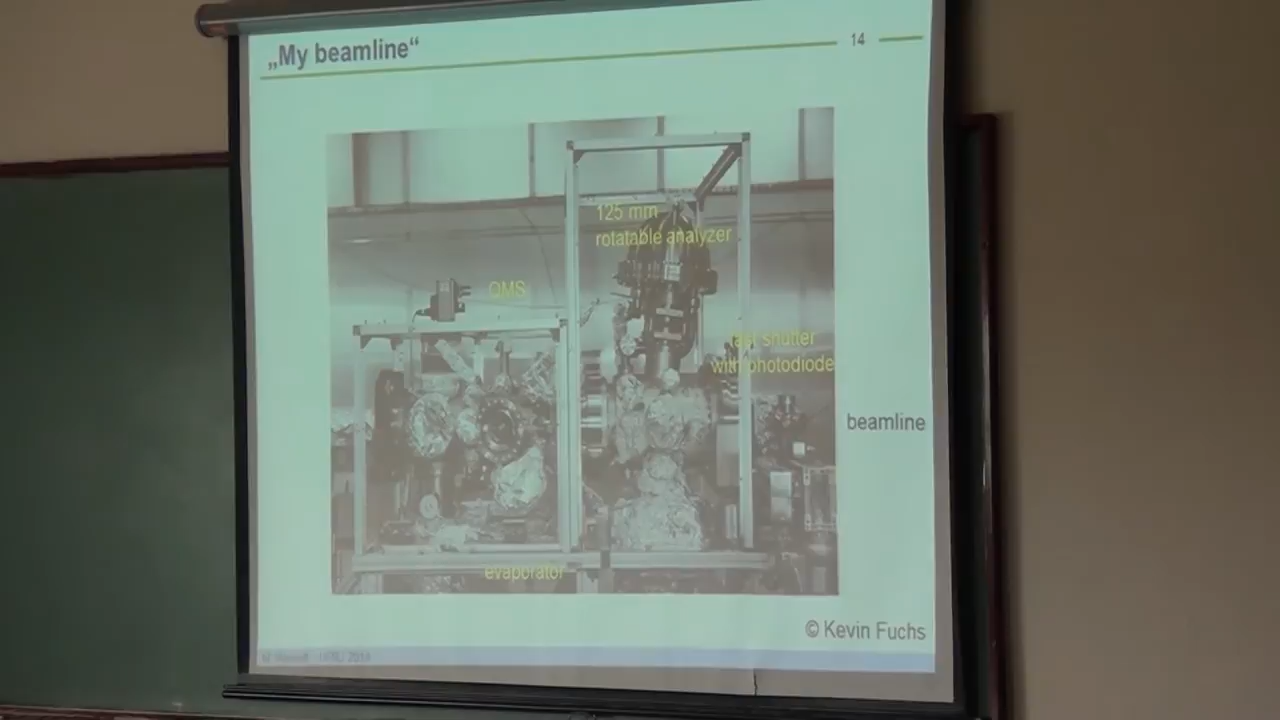 „My beamline“
14
125 mm
rotatable analyzer
QMS
fast shutter
with photodiode
beamline
evaporator
© Kevin Fuchs